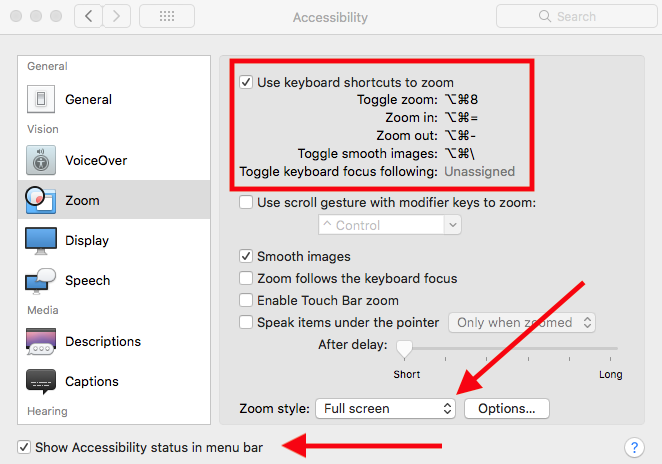 Accessibility
Search
General
General
Vision
VoiceOver
Zoom
Display
Speech
Media
Descriptions
Captions
Hearing
Use keyboard shortcuts to zoom
Toggle zoom: ⌥⌘8
Zoom in: ⌥⌘=
Zoom out: ⌥⌘-
Toggle smooth images: ⌥⌘\
Toggle keyboard focus following: Unassigned
Use scroll gesture with modifier keys to zoom:
^ Control
Smooth images
Zoom follows the keyboard focus
Enable Touch Bar zoom
Speak items under the pointer Only when zoomed
After delay:
Short Long
Zoom style: Full screen Options...
Show Accessibility status in menu bar ?